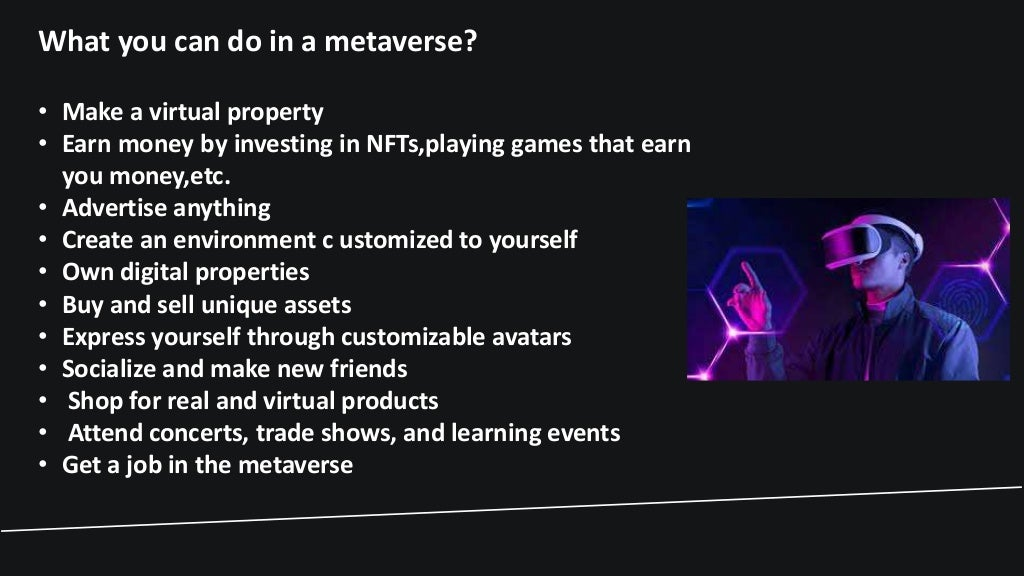 What you can do in a metaverse?
• Make a virtual property
• Earn money by investing in NFTs,playing games that earn
you money,etc.
• Advertise anything
• Create an environment c ustomized to yourself
• Own digital properties
• Buy and sell unique assets
• Express yourself through customizable avatars
• Socialize and make new friends
• Shop for real and virtual products
• Attend concerts, trade shows, and learning events
• Get a job in the metaverse